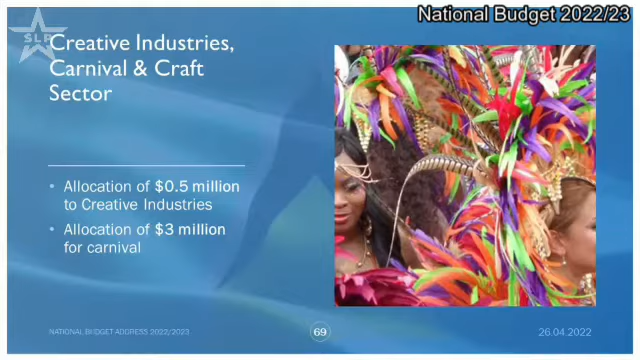 National Budget 2022/23
SLP
Creative Industries,
Carnival & Craft
Sector
• Allocation of $0.5 million
to Creative Industries
• Allocation of $3 million
for carnival
NATIONAL BUDGET ADDRESS 2022/2023
69
26.04.2022